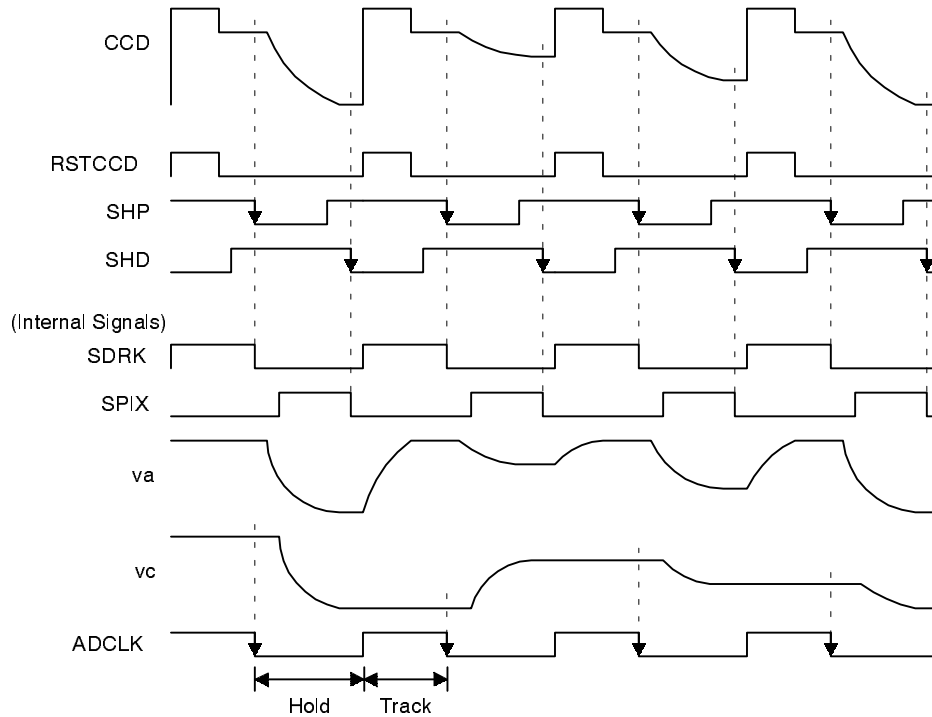 CCD
RSTCCD
SHP
SHD
(Internal Signals)
SDRK
SPIX
va
vc
ADCLK
Hold
Track